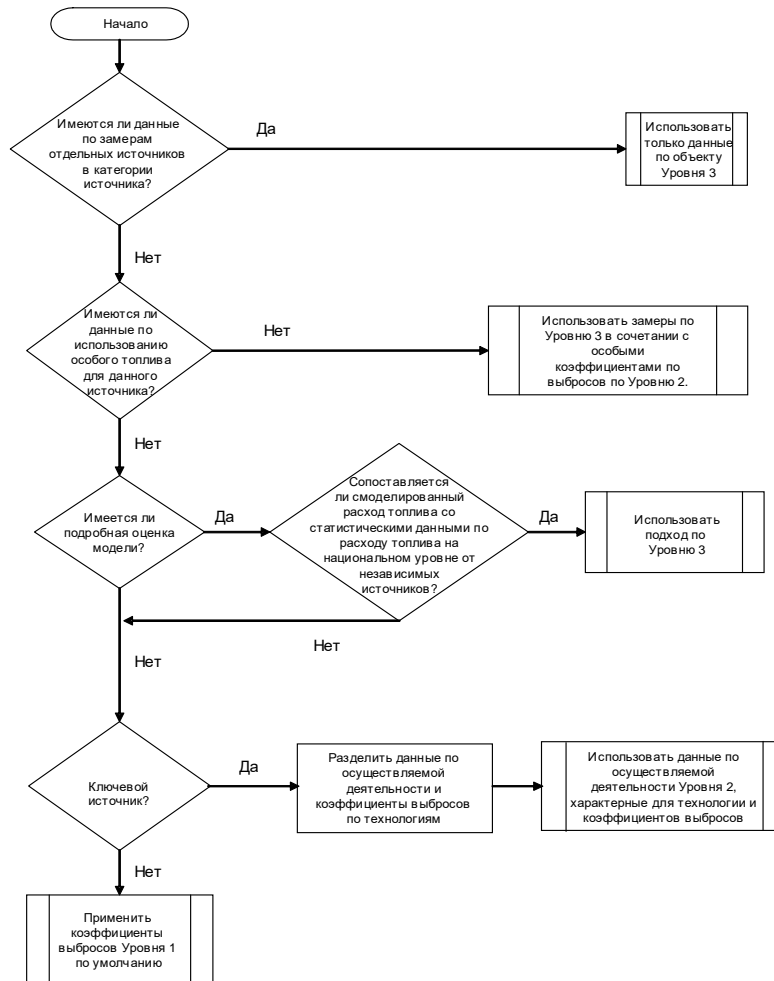 Начало
Имеются ли данные
по замерам
отдельных источников
в категории
источника?
Да
Использовать
только данные
по объекту
Уровня 3
Нет
Имеются ли
данные по
использованию
особого топлива
для данного
источника?
Нет
Использовать замеры по
Уровню 3 в сочетании с
особыми
коэффициентами по
выбросов по Уровню 2.
Нет
Имеется ли
подробная оценка
модели?
Да
Сопоставляется
ли смоделированный
расход топлива со
статистическими данными по
расходу топлива на
национальном уровне от
независимых
источников?
Да
Использовать
подход по
Уровню 3
Нет
Нет
Ключевой
источник?
Да
Разделить данные по
осуществляемой
деятельности и
коэффициенты выбросов
по технологиям
Использовать данные по
осуществляемой
деятельности Уровня 2,
характерные для технологии и
коэффициентов выбросов
Нет
Применить
коэффициенты
выбросов Уровня 1
по умолчанию